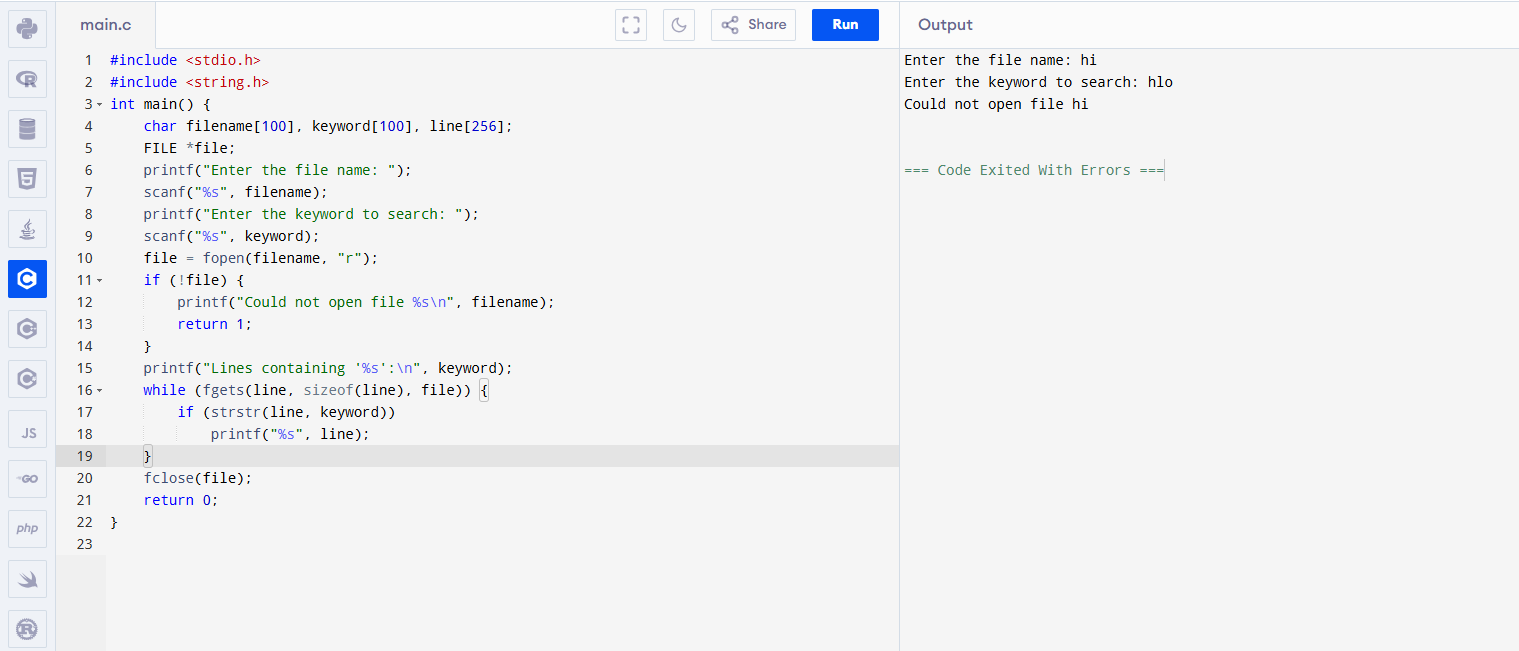 main.c
Share
Run
Output
1 #include <stdio.h>
2 #include <string.h>
3 int main() {
4     char filename[100], keyword[100], line[256];
5     FILE *file;
6     printf("Enter the file name: ");
7     scanf("%s", filename);
8     printf("Enter the keyword to search: ");
9     scanf("%s", keyword);
10     file = fopen(filename, "r");
11     if (!file) {
12         printf("Could not open file %s\n", filename);
13         return 1;
14     }
15     printf("Lines containing '%s':\n", keyword);
16     while (fgets(line, sizeof(line), file)) {
17         if (strstr(line, keyword))
18             printf("%s", line);
19     }
20     fclose(file);
21     return 0;
22 }
23
Enter the file name: hi
Enter the keyword to search: hlo
Could not open file hi
=== Code Exited With Errors ===
R
5
C
C
C
JS
GO
php
R